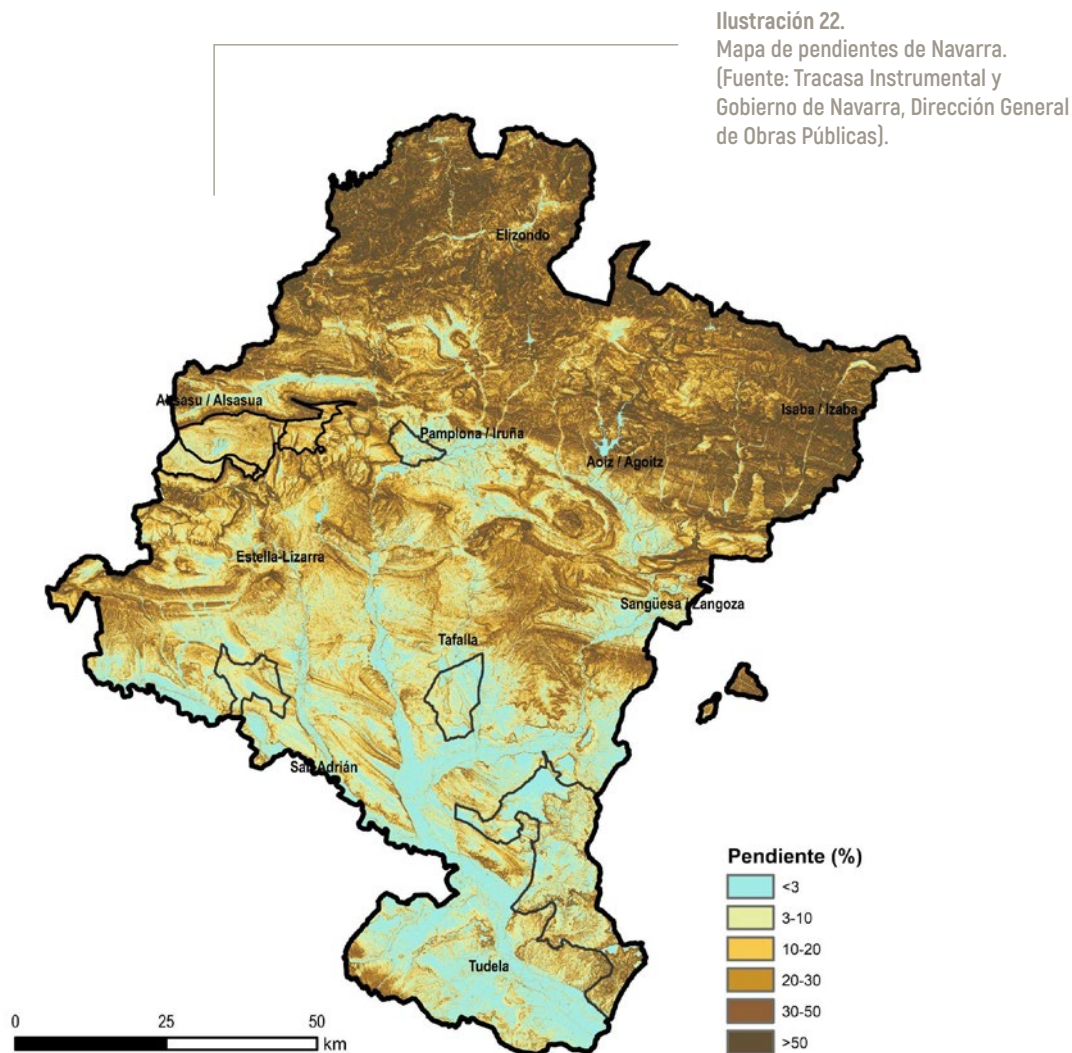 Ilustración 22.
Mapa de pendientes de Navarra.
(Fuente: Tracasa Instrumental y
Gobierno de Navarra, Dirección General
de Obras Públicas).
Elizondo
Altsasu / Alsasua
Isaba / Izaba
Pamplona / Iruña
Aoiz / Agoitz
Estella-Lizarra
Sangüesa / Zangoza
Tafalla
San Adrián
Tudela
Pendiente (%)
<3
3-10
10-20
20-30
30-50
>50
0 25 50
km